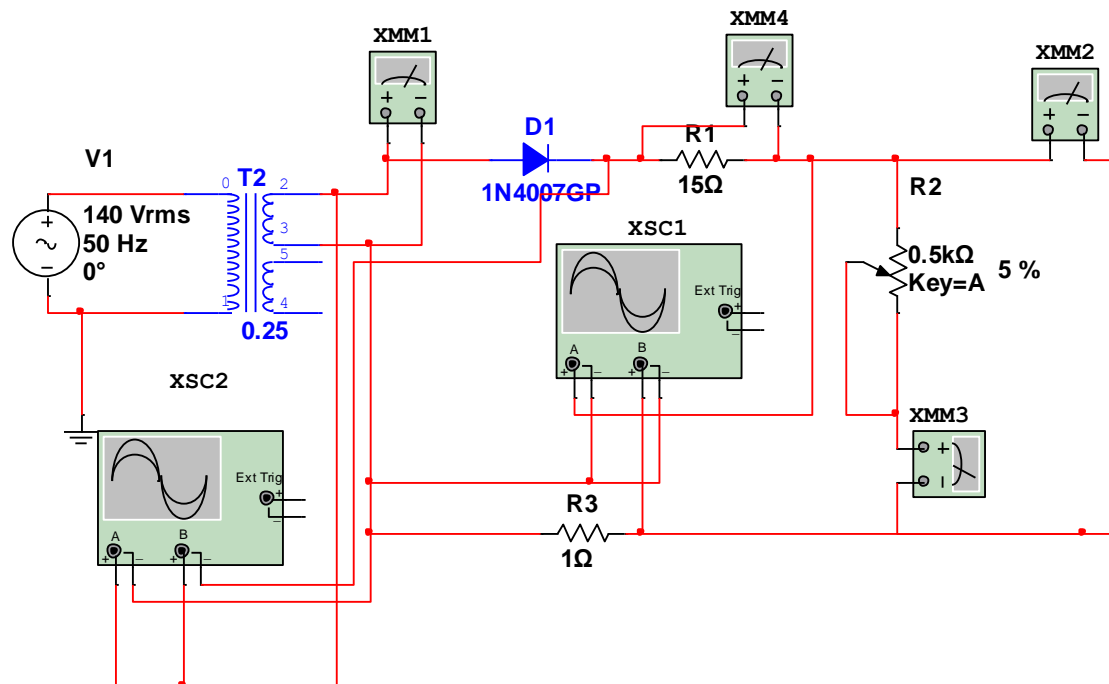 XMM1
XMM4
XMM2
V1
140 Vrms
50 Hz
0°
0
1
T2
2
3
5
4
0.25
D1
1N4007GP
R1
15Ω
R2
0.5kΩ
Key=A
5 %
XSC1
Ext Trig
A
B
XSC2
Ext Trig
A
B
R3
1Ω
XMM3